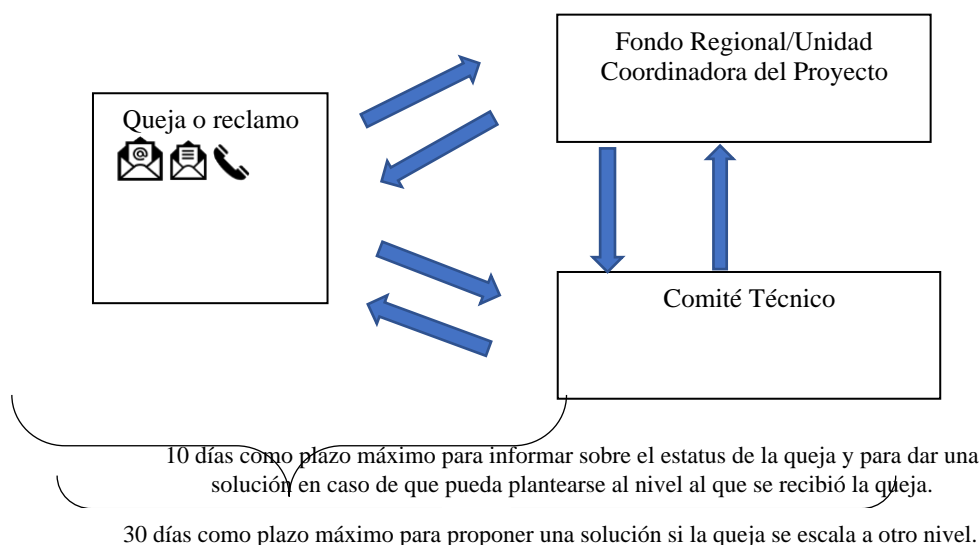 Fondo Regional/Unidad
Coordinadora del Proyecto
Queja o reclamo
Comité Técnico
10 días como plazo máximo para informar sobre el estatus de la queja y para dar una
solución en caso de que pueda plantearse al nivel al que se recibió la queja.
30 días como plazo máximo para proponer una solución si la queja se escala a otro nivel.